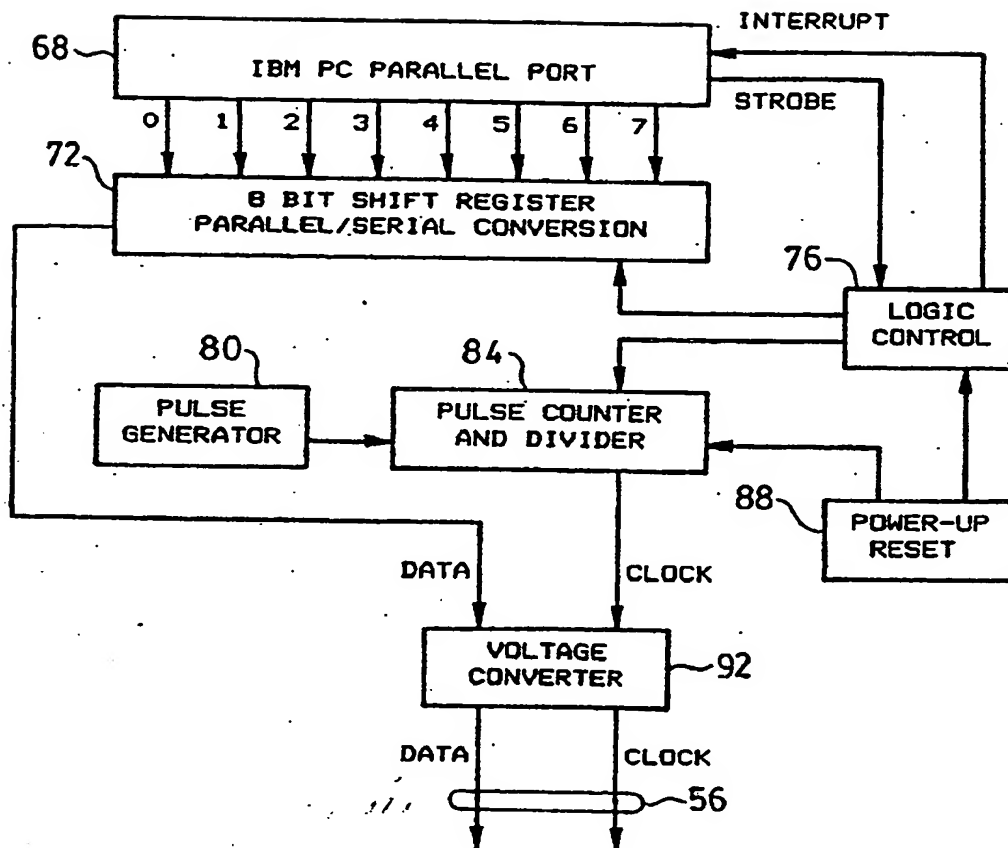 INTERRUPT
68
IBM PC PARALLEL PORT
STROBE
0 1 2 3 4 5 6 7
72
8 BIT SHIFT REGISTER
PARALLEL/SERIAL CONVERSION
76
LOGIC
CONTROL
80
84
PULSE
GENERATOR
PULSE COUNTER
AND DIVIDER
88
POWER-UP
RESET
DATA
CLOCK
VOLTAGE
CONVERTER
92
DATA
CLOCK
56